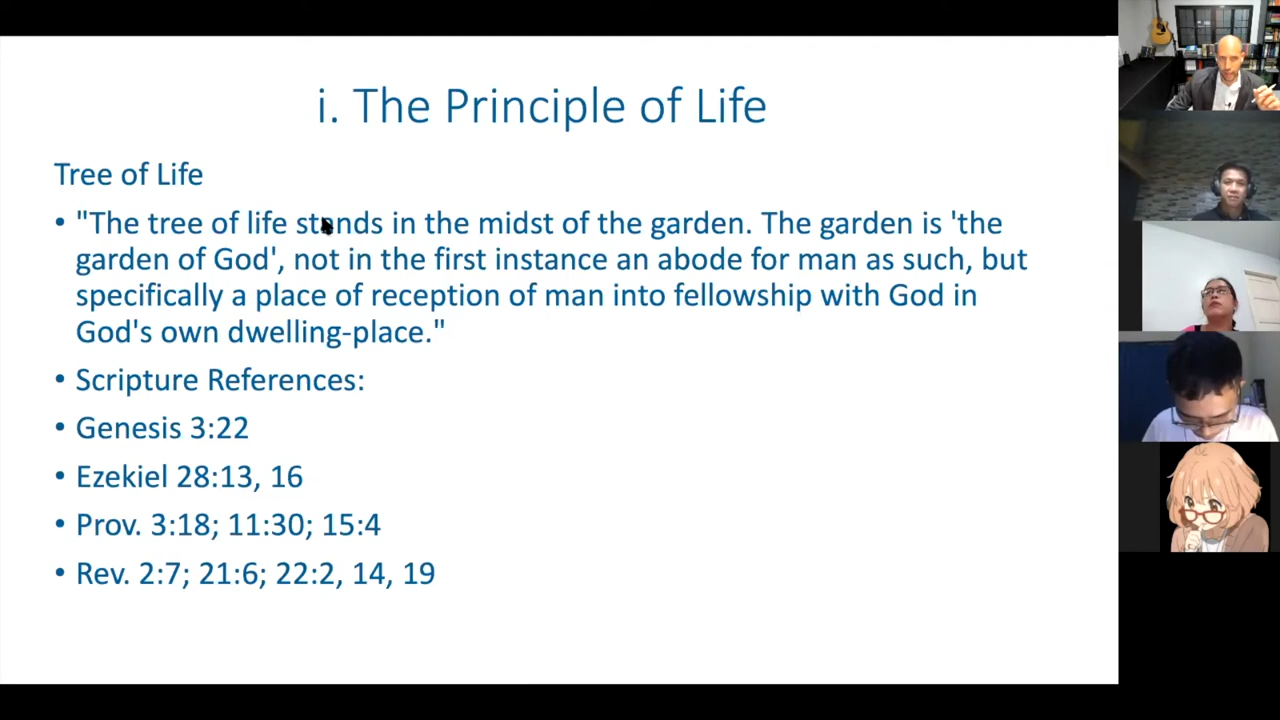 i. The Principle of Life
Tree of Life
• "The tree of life stands in the midst of the garden. The garden is 'the
garden of God', not in the first instance an abode for man as such, but
specifically a place of reception of man into fellowship with God in
God's own dwelling-place."
• Scripture References:
• Genesis 3:22
• Ezekiel 28:13, 16
• Prov. 3:18; 11:30; 15:4
• Rev. 2:7; 21:6; 22:2, 14, 19